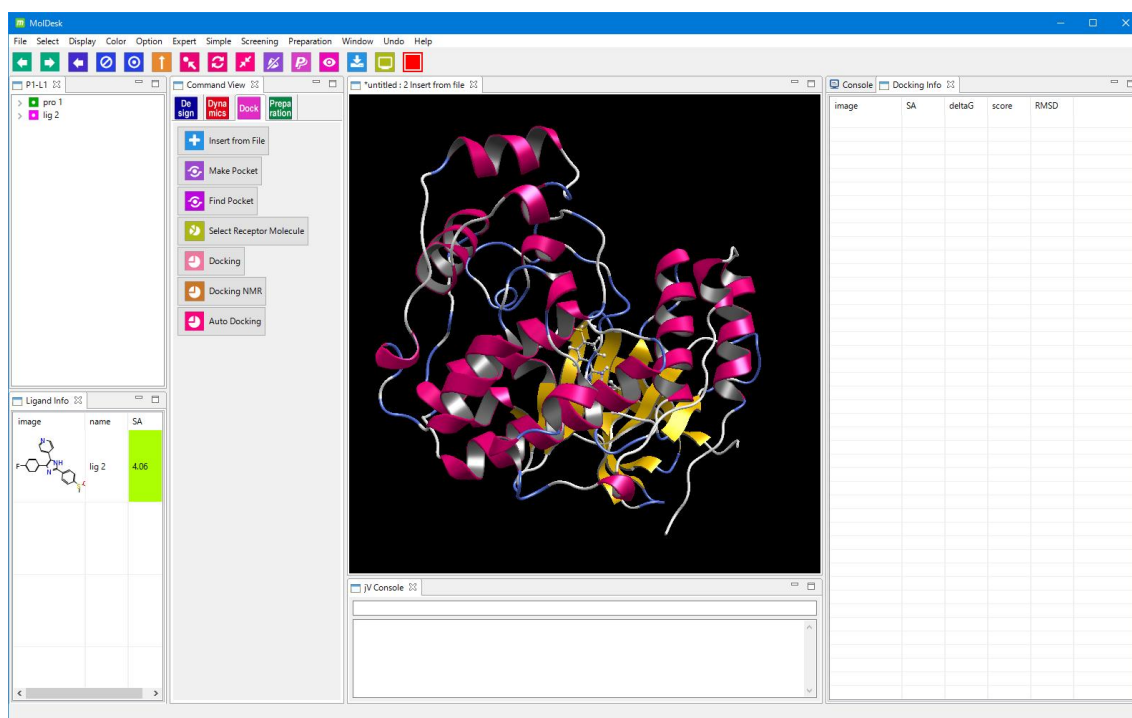 MolDesk
File Select Display Color Option Expert Simple Screening Preparation Window Undo Help
P1-L1
pro 1
lig 2
Command View
De
sign
Dyna
mics
Dock
Prepa
ration
Insert from File
Make Pocket
Find Pocket
Select Receptor Molecule
Docking
Docking NMR
Auto Docking
*untitled : 2 Insert from file
Console
Docking Info
image SA deltaG score RMSD
Ligand Info
image name SA
N
F
NH
N
lig 2 4.06
jV Console